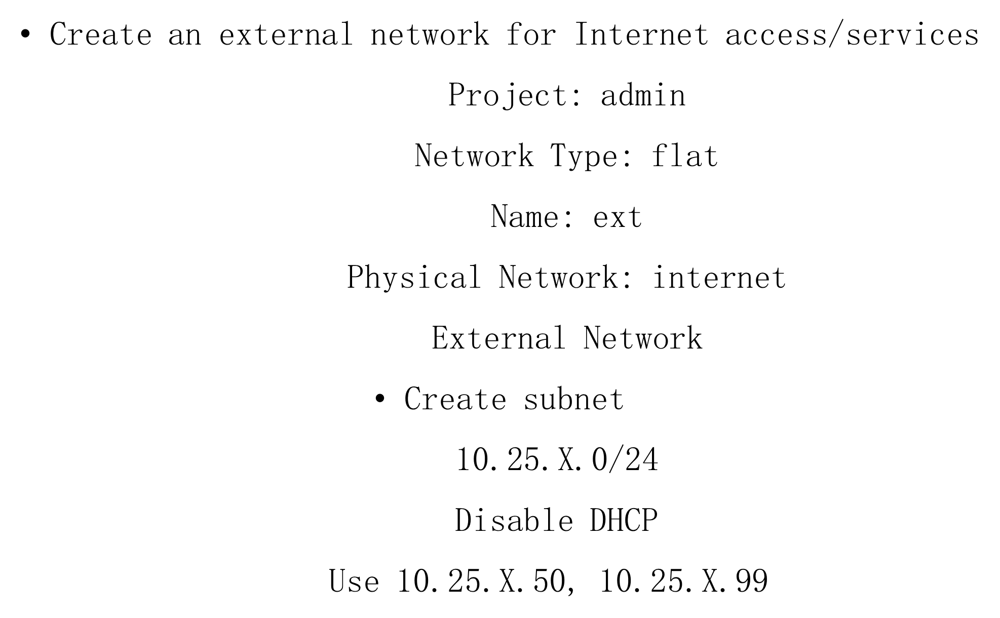 • Create an external network for Internet access/services
Project: admin
Network Type: flat
Name: ext
Physical Network: internet
External Network
• Create subnet
10.25.X.0/24
Disable DHCP
Use 10.25.X.50, 10.25.X.99